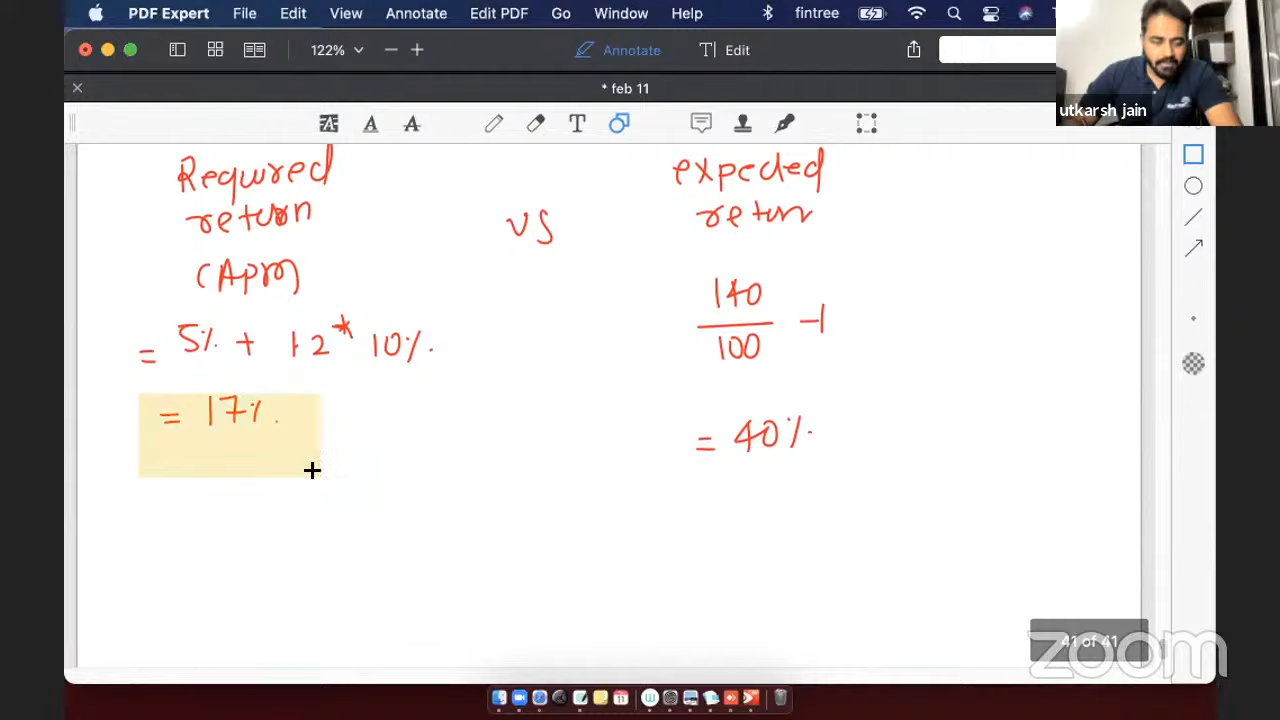 PDF Expert File Edit View Annotate Edit PDF Go Window Help fintree
122% Annotate T Edit
* feb 11
A A A T
utkarsh jain
Required expected
return vs return
(APM)
= 5% + 1.2 * 10% 140/100 -1
= 17%. = 40%.
41 of 41
zoom